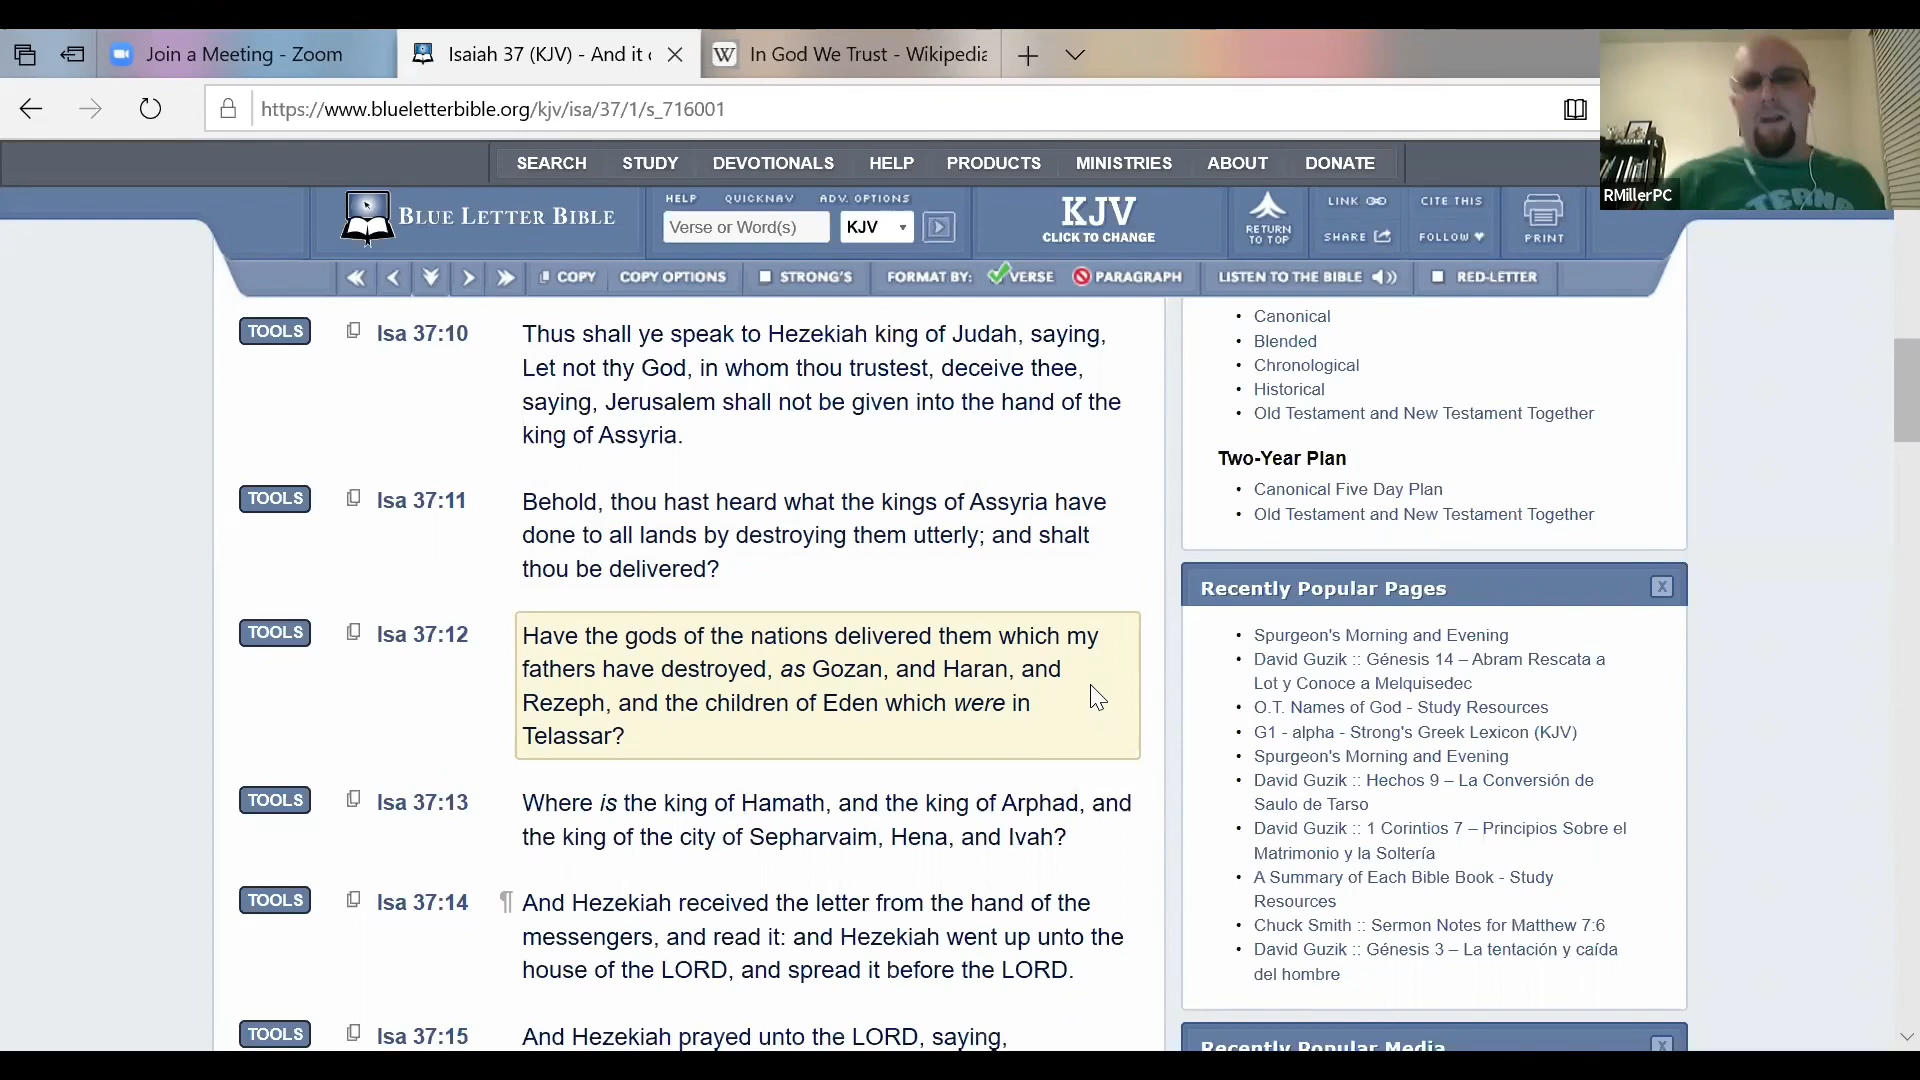 Join a Meeting - Zoom
Isaiah 37 (KJV) - And it c
In God We Trust - Wikipedia
https://www.blueletterbible.org/kjv/isa/37/1/s_716001
SEARCH STUDY DEVOTIONALS HELP PRODUCTS MINISTRIES ABOUT DONATE
RMillerPC
BLUE LETTER BIBLE
HELP QUICKNAV ADV. OPTIONS
Verse or Word(s) KJV
KJV
CLICK TO CHANGE
RETURN
TO TOP
LINK CITE THIS
SHARE FOLLOW
PRINT
COPY COPY OPTIONS STRONG'S FORMAT BY: VERSE PARAGRAPH LISTEN TO THE BIBLE RED-LETTER
TOOLS Isa 37:10 Thus shall ye speak to Hezekiah king of Judah, saying,
Let not thy God, in whom thou trustest, deceive thee,
saying, Jerusalem shall not be given into the hand of the
king of Assyria.
TOOLS Isa 37:11 Behold, thou hast heard what the kings of Assyria have
done to all lands by destroying them utterly; and shalt
thou be delivered?
TOOLS Isa 37:12 Have the gods of the nations delivered them which my
fathers have destroyed, as Gozan, and Haran, and
Rezeph, and the children of Eden which were in
Telassar?
TOOLS Isa 37:13 Where is the king of Hamath, and the king of Arphad, and
the king of the city of Sepharvaim, Hena, and Ivah?
TOOLS Isa 37:14 ¶ And Hezekiah received the letter from the hand of the
messengers, and read it: and Hezekiah went up unto the
house of the LORD, and spread it before the LORD.
TOOLS Isa 37:15 And Hezekiah prayed unto the LORD, saying,
• Canonical
• Blended
• Chronological
• Historical
• Old Testament and New Testament Together
Two-Year Plan
• Canonical Five Day Plan
• Old Testament and New Testament Together
Recently Popular Pages X
• Spurgeon's Morning and Evening
• David Guzik :: Génesis 14 – Abram Rescata a
Lot y Conoce a Melquisedec
• O.T. Names of God - Study Resources
• G1 - alpha - Strong's Greek Lexicon (KJV)
• Spurgeon's Morning and Evening
• David Guzik :: Hechos 9 – La Conversión de
Saulo de Tarso
• David Guzik :: 1 Corintios 7 – Principios Sobre el
Matrimonio y la Soltería
• A Summary of Each Bible Book - Study
Resources
• Chuck Smith :: Sermon Notes for Matthew 7:6
• David Guzik :: Génesis 3 – La tentación y caída
del hombre
Recently Popular Media X